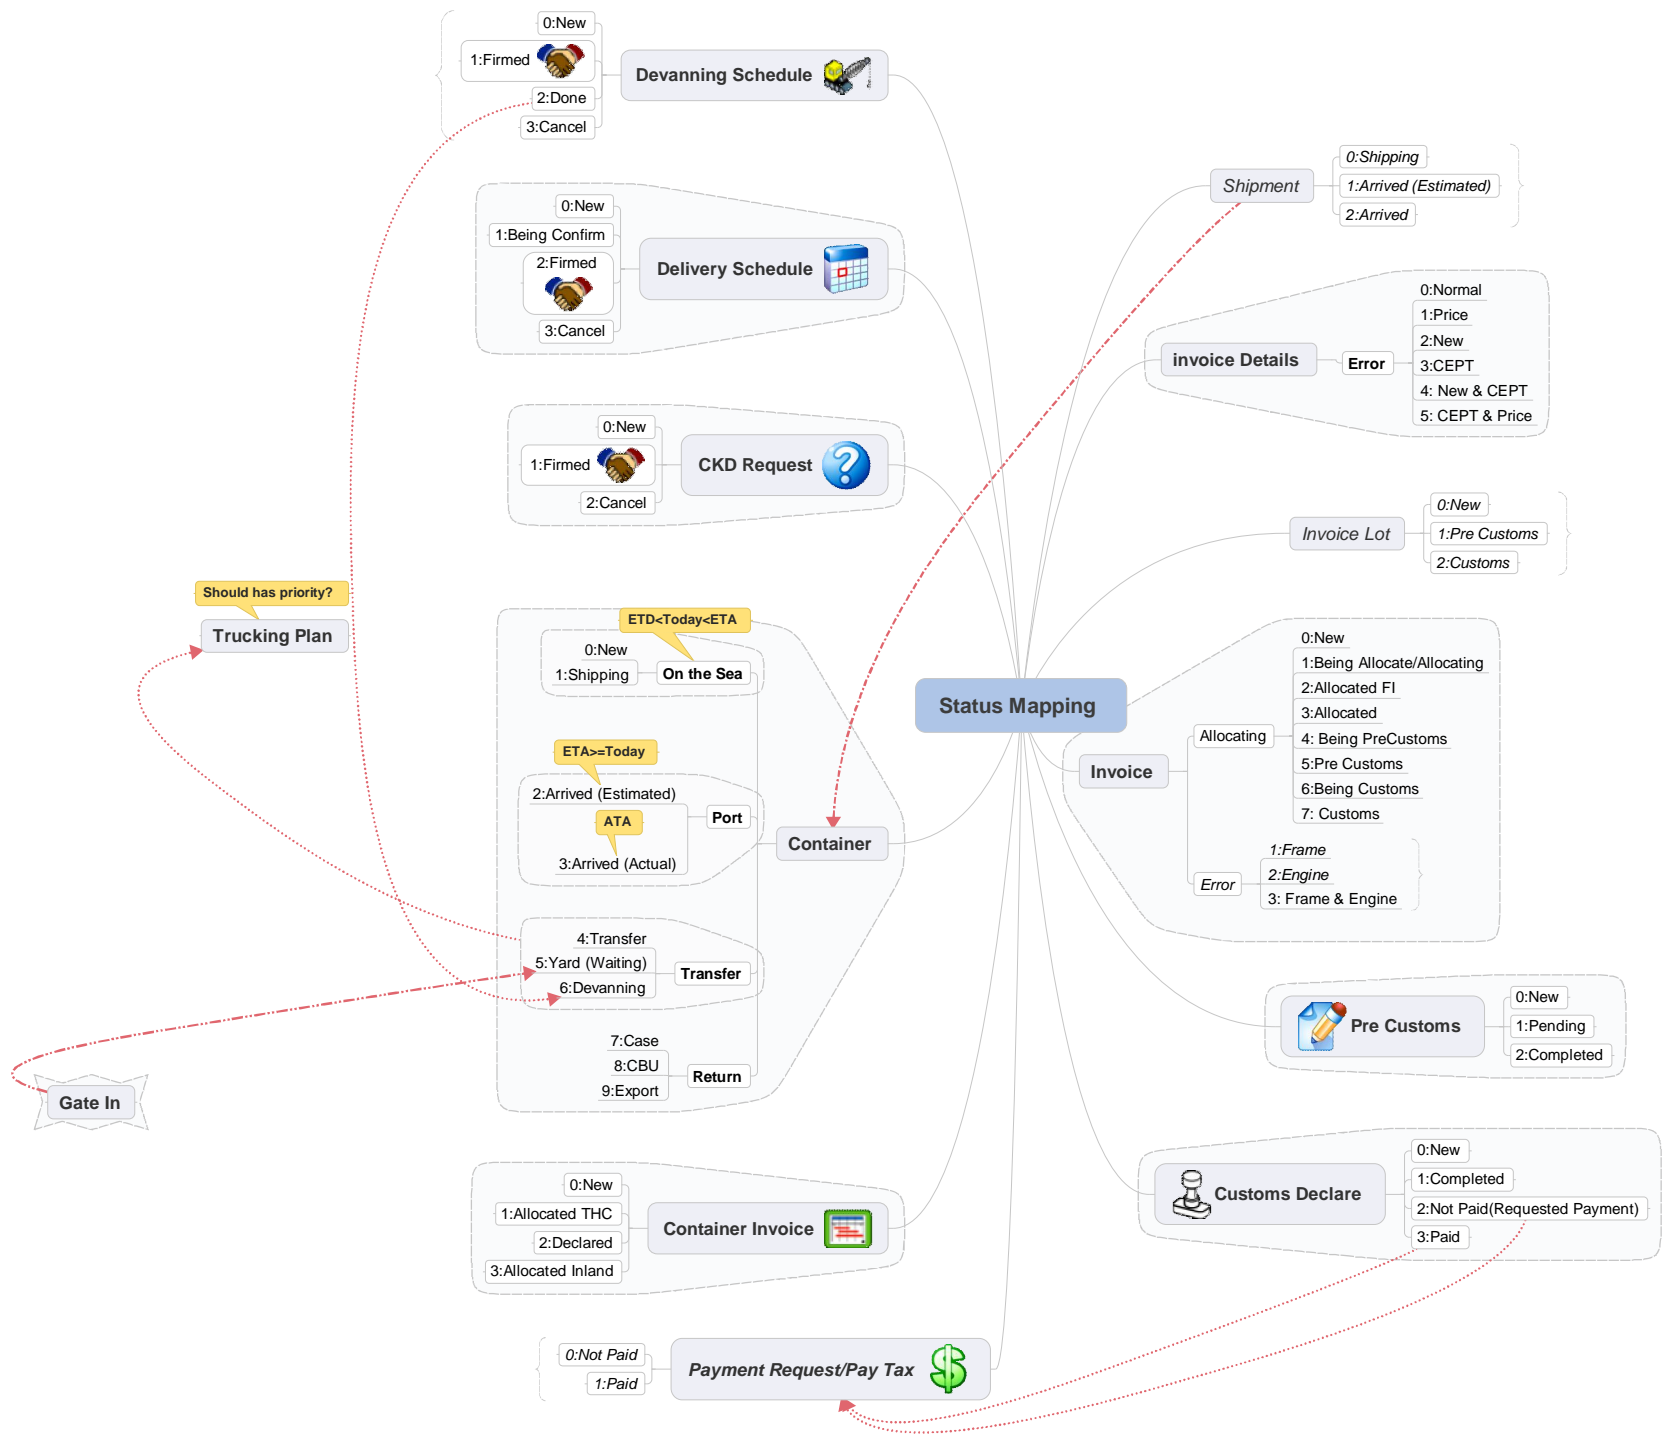 0:New
1:Firmed
2:Done
3:Cancel
Devanning Schedule
0:New
1:Being Confirm
2:Firmed
3:Cancel
Delivery Schedule
0:New
1:Firmed
2:Cancel
CKD Request
Should has priority?
Trucking Plan
ETD<Today<ETA
0:New
1:Shipping
On the Sea
ETA>=Today
2:Arrived (Estimated)
ATA
3:Arrived (Actual)
Port
Container
4:Transfer
5:Yard (Waiting)
6:Devanning
Transfer
7:Case
8:CBU
9:Export
Return
Gate In
0:New
1:Allocated THC
2:Declared
3:Allocated Inland
Container Invoice
0:Not Paid
1:Paid
Payment Request/Pay Tax
Status Mapping
Shipment
0:Shipping
1:Arrived (Estimated)
2:Arrived
invoice Details
Error
0:Normal
1:Price
2:New
3:CEPT
4: New & CEPT
5: CEPT & Price
Invoice Lot
0:New
1:Pre Customs
2:Customs
Invoice
Allocating
0:New
1:Being Allocate/Allocating
2:Allocated FI
3:Allocated
4: Being PreCustoms
5:Pre Customs
6:Being Customs
7: Customs
Error
1:Frame
2:Engine
3: Frame & Engine
Pre Customs
0:New
1:Pending
2:Completed
Customs Declare
0:New
1:Completed
2:Not Paid(Requested Payment)
3:Paid